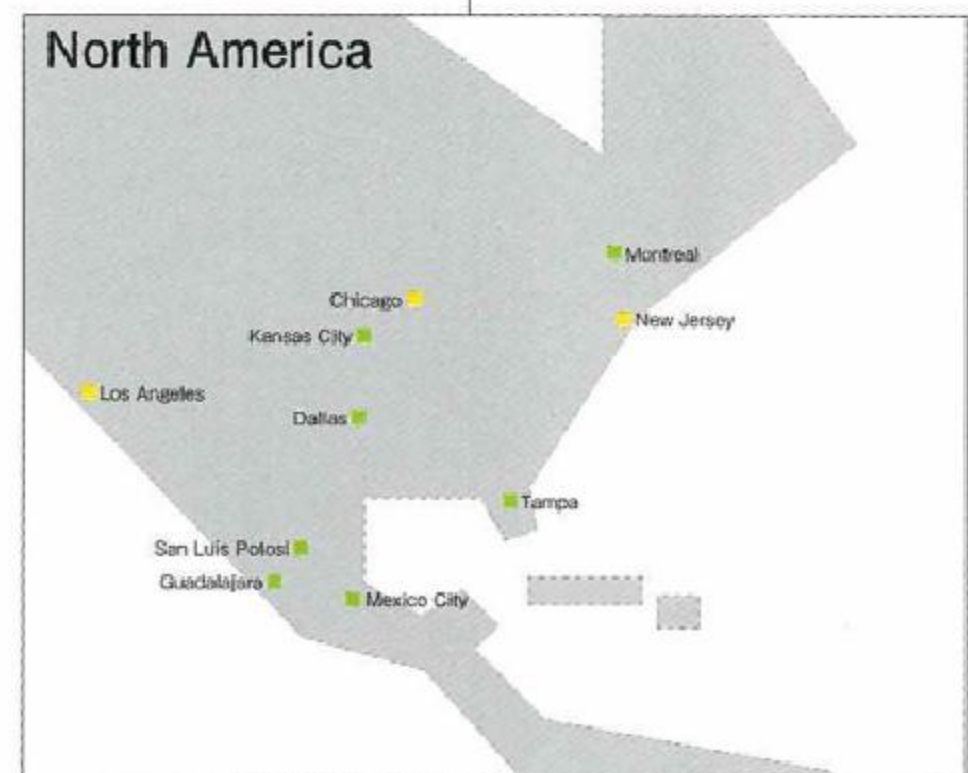 North America
Montreal
Chicago
New Jersey
Kansas City
Los Angeles
Dallas
Tampa
San Luis Potosi
Guadalajara
Mexico City